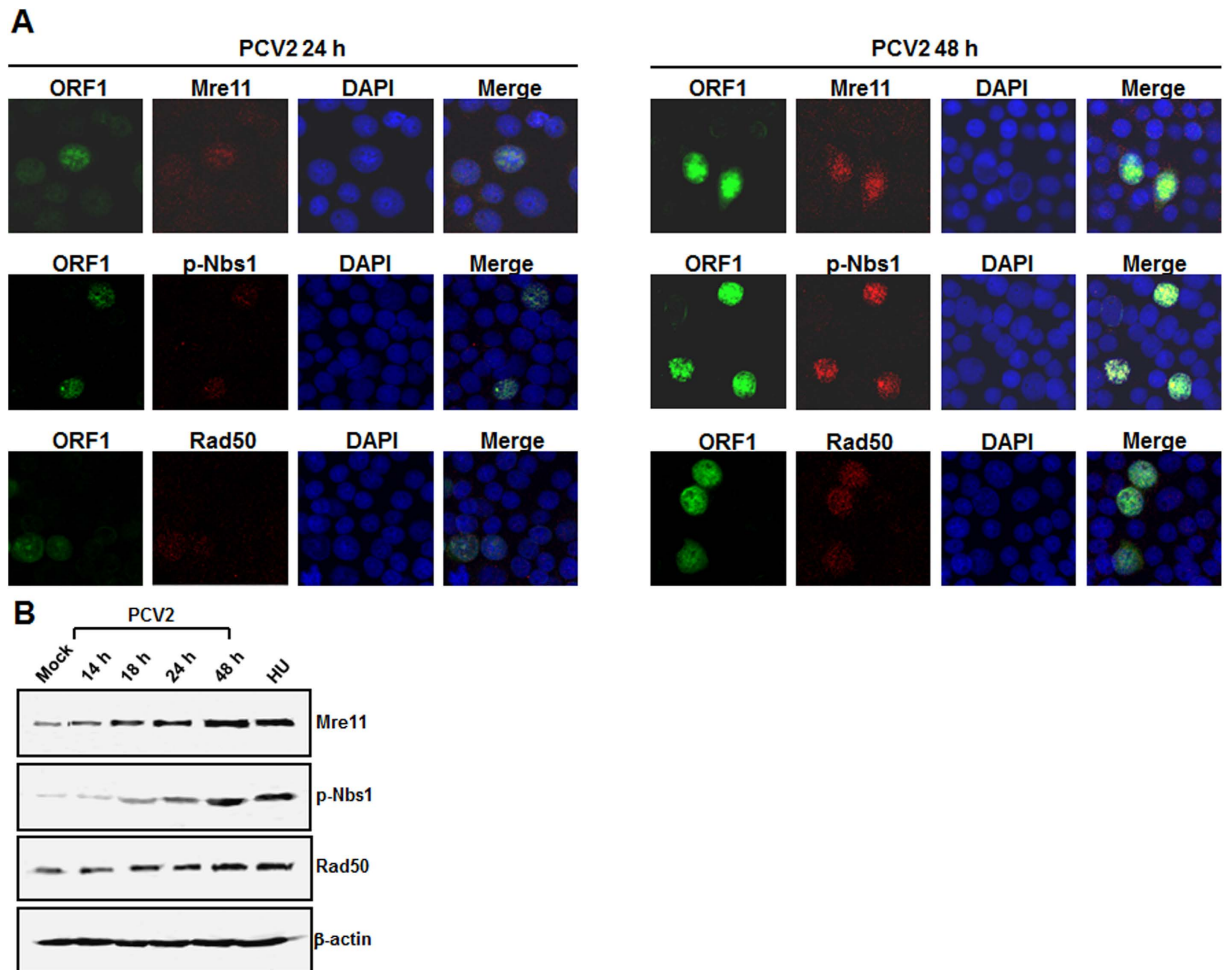 A
PCV2 24 h
PCV2 48 h
ORF1 Mre11 DAPI Merge
ORF1 Mre11 DAPI Merge
ORF1 p-Nbs1 DAPI Merge
ORF1 p-Nbs1 DAPI Merge
ORF1 Rad50 DAPI Merge
ORF1 Rad50 DAPI Merge
B
PCV2
Mock 14 h 18 h 24 h 48 h HU
Mre11
p-Nbs1
Rad50
β-actin